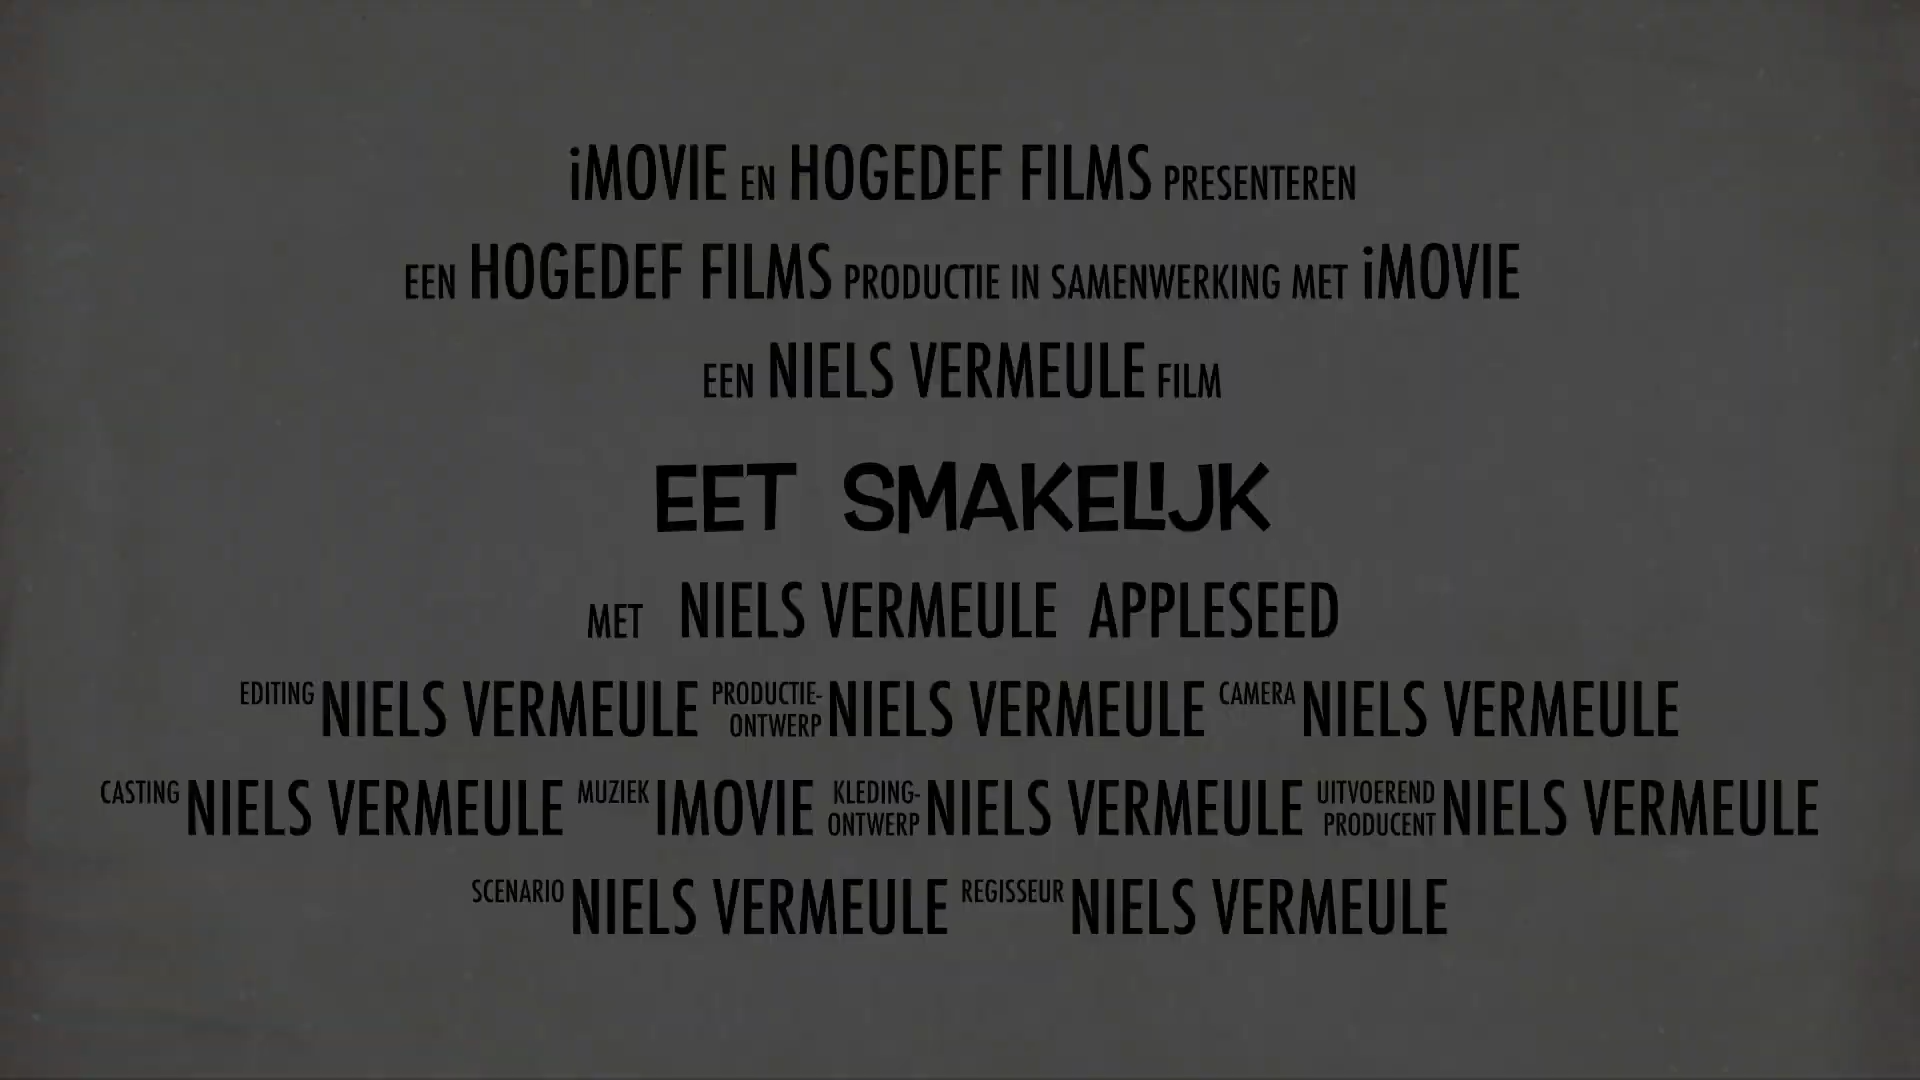 iMOVIE EN HOGEDEF FILMS PRESENTEREN
EEN HOGEDEF FILMS PRODUCTIE IN SAMENWERKING MET iMOVIE
EEN NIELS VERMEULE FILM
EET SMAKELIJK
MET NIELS VERMEULE APPLESEED
EDITING NIELS VERMEULE PRODUCTIE-ONTWERP NIELS VERMEULE CAMERA NIELS VERMEULE
CASTING NIELS VERMEULE MUZIEK IMOVIE KLEDING-ONTWERP NIELS VERMEULE UITVOEREND PRODUCENT NIELS VERMEULE
SCENARIO NIELS VERMEULE REGISSEUR NIELS VERMEULE